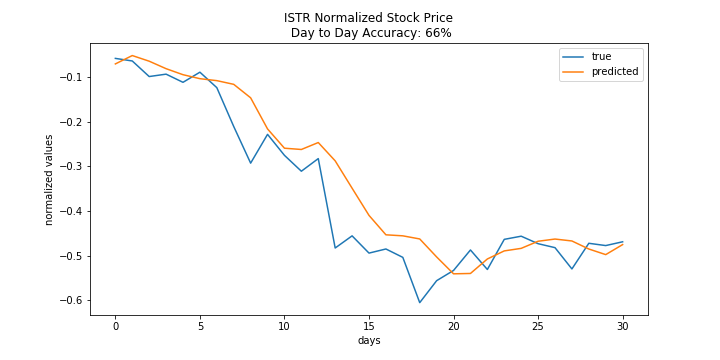 ISTR Normalized Stock Price
Day to Day Accuracy: 66%
true
predicted
normalized values
−0.1
−0.2
−0.3
−0.4
−0.5
−0.6
0
5
10
15
20
25
30
days